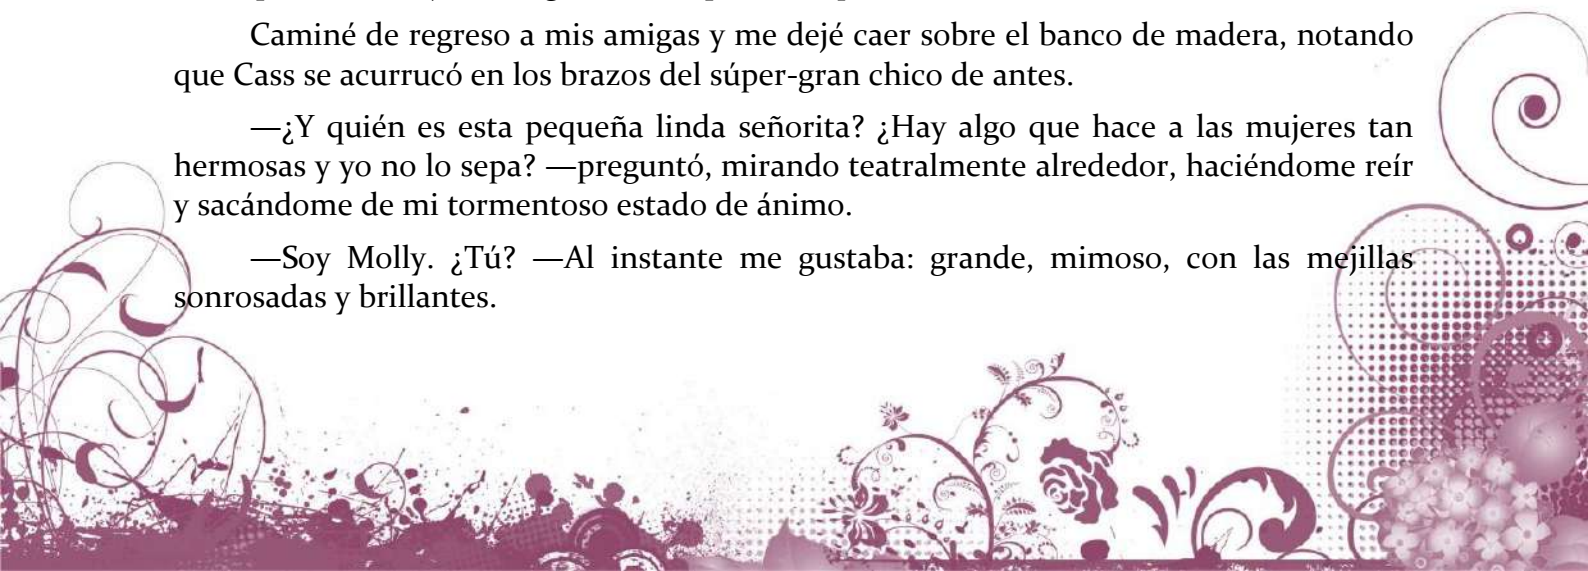 Caminé de regreso a mis amigas y me dejé caer sobre el banco de madera, notando
que Cass se acurrucó en los brazos del súper-gran chico de antes.
—¿Y quién es esta pequeña linda señorita? ¿Hay algo que hace a las mujeres tan
hermosas y yo no lo sepa? —preguntó, mirando teatralmente alrededor, haciéndome reír
y sacándome de mi tormentoso estado de ánimo.
—Soy Molly. ¿Tú? —Al instante me gustaba: grande, mimoso, con las mejillas
sonrosadas y brillantes.